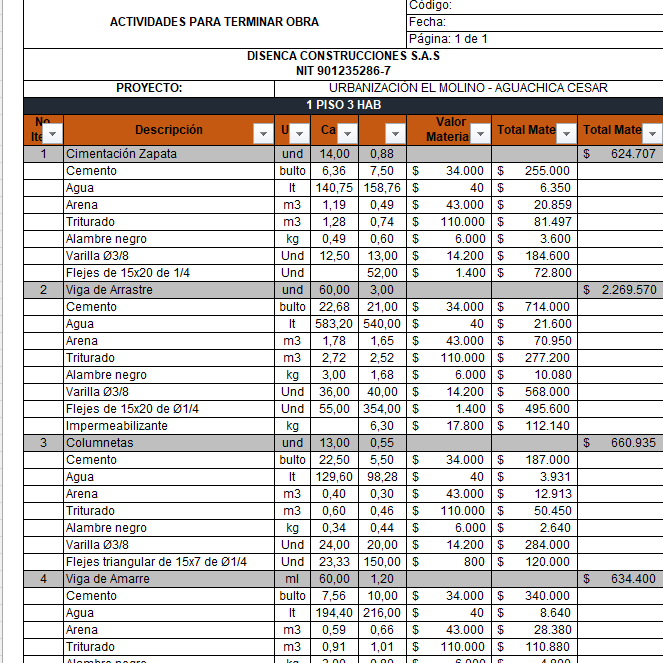 Código:
ACTIVIDADES PARA TERMINAR OBRA
Fecha:
Página: 1 de 1
DISENCA CONSTRUCCIONES S.A.S
NIT 901235286-7
PROYECTO: URBANIZACIÓN EL MOLINO - AGUACHICA CESAR
1 PISO 3 HAB
No Ite Descripción U Ca Valor Materia Total Mate Total Mate
1 Cimentación Zapata und 14,00 0,88 $ 624.707
Cemento bulto 6,36 7,50 $ 34.000 $ 255.000
Agua lt 140,75 158,76 $ 40 $ 6.350
Arena m3 1,19 0,49 $ 43.000 $ 20.859
Triturado m3 1,28 0,74 $ 110.000 $ 81.497
Alambre negro kg 0,49 0,60 $ 6.000 $ 3.600
Varilla Ø3/8 Und 12,50 13,00 $ 14.200 $ 184.600
Flejes de 15x20 de 1/4 Und 52,00 $ 1.400 $ 72.800
2 Viga de Arrastre und 60,00 3,00 $ 2.269.570
Cemento bulto 22,68 21,00 $ 34.000 $ 714.000
Agua lt 583,20 540,00 $ 40 $ 21.600
Arena m3 1,78 1,65 $ 43.000 $ 70.950
Triturado m3 2,72 2,52 $ 110.000 $ 277.200
Alambre negro kg 3,00 1,68 $ 6.000 $ 10.080
Varilla Ø3/8 Und 36,00 40,00 $ 14.200 $ 568.000
Flejes de 15x20 de Ø1/4 Und 55,00 354,00 $ 1.400 $ 495.600
Impermeabilizante kg 6,30 $ 17.800 $ 112.140
3 Columnetas und 13,00 0,55 $ 660.935
Cemento bulto 22,50 5,50 $ 34.000 $ 187.000
Agua lt 129,60 98,28 $ 40 $ 3.931
Arena m3 0,40 0,30 $ 43.000 $ 12.913
Triturado m3 0,60 0,46 $ 110.000 $ 50.450
Alambre negro kg 0,34 0,44 $ 6.000 $ 2.640
Varilla Ø3/8 Und 24,00 20,00 $ 14.200 $ 284.000
Flejes triangular de 15x7 de Ø1/4 Und 23,33 150,00 $ 800 $ 120.000
4 Viga de Amarre ml 60,00 1,20 $ 634.400
Cemento bulto 7,56 10,00 $ 34.000 $ 340.000
Agua lt 194,40 216,00 $ 40 $ 8.640
Arena m3 0,59 0,66 $ 43.000 $ 28.380
Triturado m3 0,91 1,01 $ 110.000 $ 110.880
Alambre negro kg 2,00 0,80 $ 6.000 $ 4.800